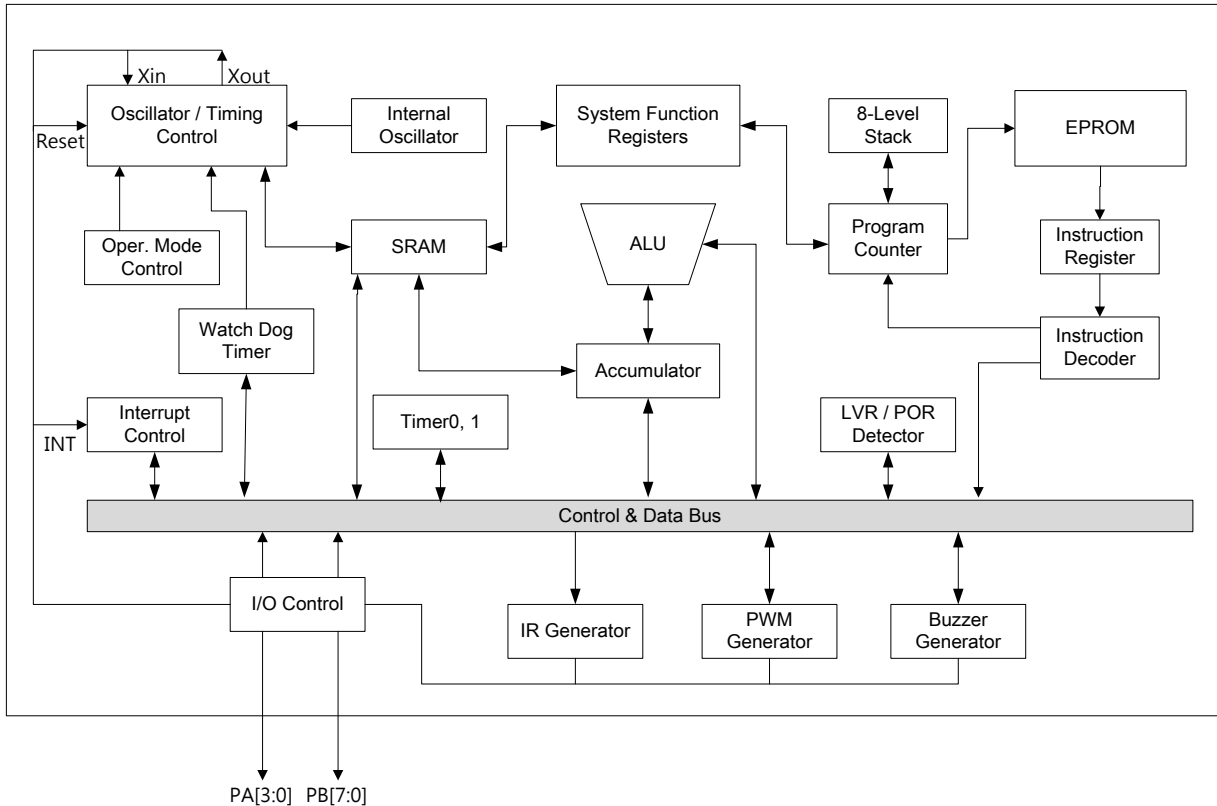 Xin
Xout
Oscillator / Timing
Control
Reset
Internal
Oscillator
System Function
Registers
8-Level
Stack
EPROM
Oper. Mode
Control
SRAM
ALU
Program
Counter
Instruction
Register
Watch Dog
Timer
Accumulator
Instruction
Decoder
Interrupt
Control
INT
Timer0, 1
LVR / POR
Detector
Control & Data Bus
I/O Control
IR Generator
PWM
Generator
Buzzer
Generator
PA[3:0]
PB[7:0]